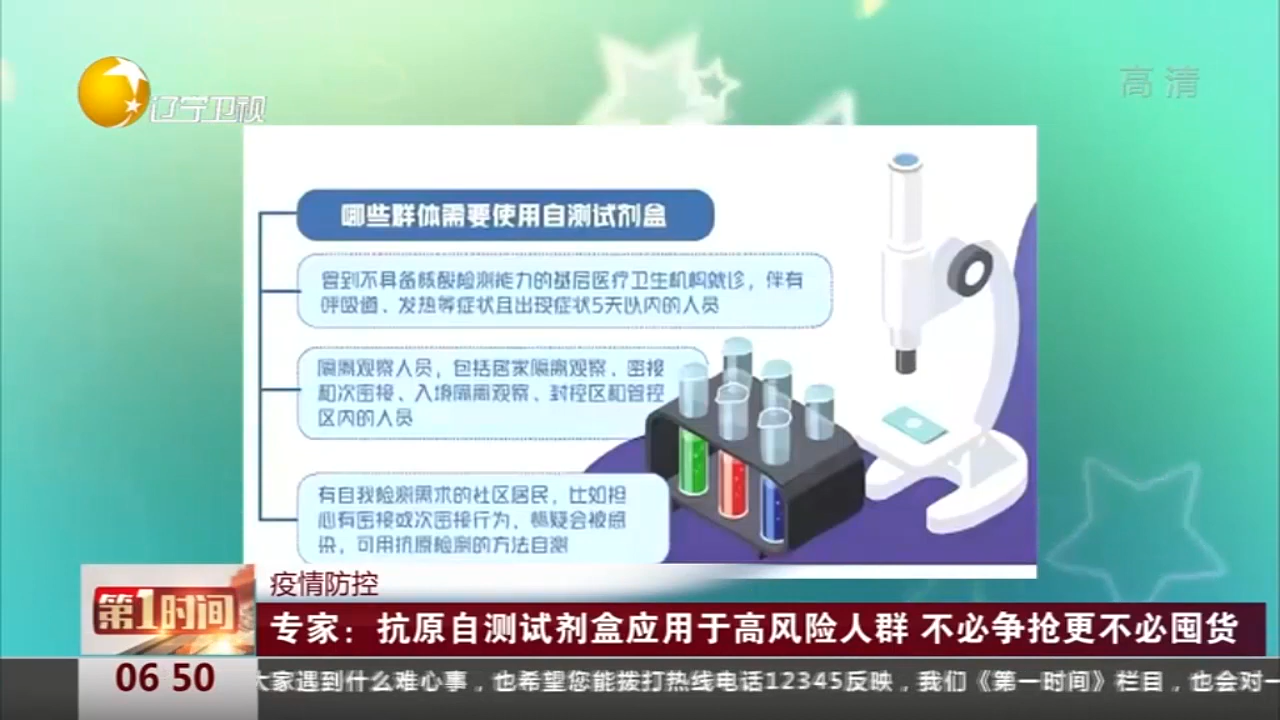 辽宁卫视
高清
哪些群体需要使用自测试剂盒
曾到不具备核酸检测能力的基层医疗卫生机构就诊，伴有
呼吸道、发热等症状且出现症状5天以内的人员
隔离观察人员，包括居家隔离观察、密接
和次密接、入境隔离观察、封控区和管控
区内的人员
有自我检测需求的社区居民，比如担
心有密接或次密接行为、怀疑会被感
染，可用抗原检测的方法自测
疫情防控
第1时间
专家：抗原自测试剂盒应用于高风险人群 不必争抢更不必囤货
06 50
大家遇到什么难心事，也希望您能拨打热线电话12345反映，我们《第一时间》栏目，也会对一